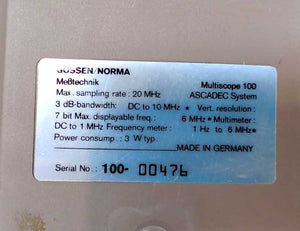 GOSSEN/NORMA
Meßtechnik Multiscope 100
Max. sampling rate : 20 MHz ASCADEC System
3 dB-bandwidth: DC to 10 MHz* Vert. resolution :
7 bit Max. displayable freq. : 6 MHz* Multimeter :
DC to 1 MHz Frequency meter : 1 Hz to 6 MHz*
Power consump. : 3 W typ.
MADE IN GERMANY
Serial No. : 100- 00476